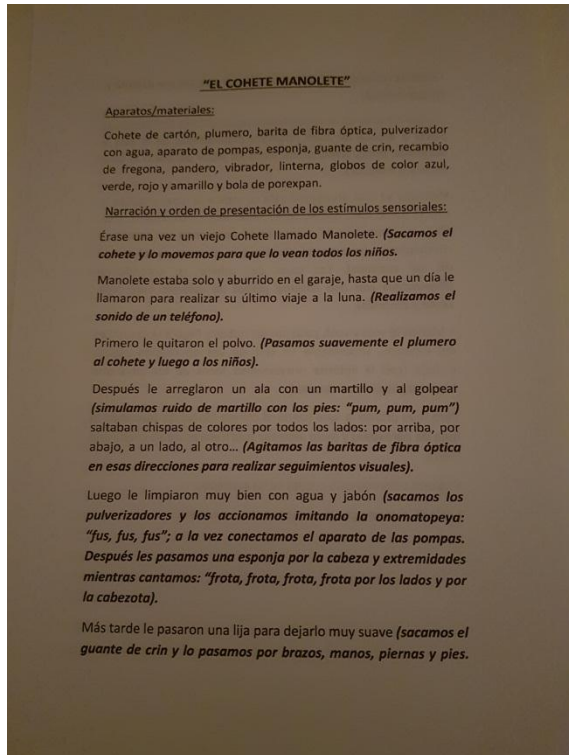 “EL COHETE MANOLETE”
Aparatos/materiales:
Cohete de cartón, plumero, barita de fibra óptica, pulverizador
con agua, aparato de pompas, esponja, guante de crin, recambio
de fregona, pandero, vibrador, linterna, globos de color azul,
verde, rojo y amarillo y bola de porexpan.
Narración y orden de presentación de los estímulos sensoriales:
Érase una vez un viejo Cohete llamado Manolete. (Sacamos el
cohete y lo movemos para que lo vean todos los niños.
Manolete estaba solo y aburrido en el garaje, hasta que un día le
llamaron para realizar su último viaje a la luna. (Realizamos el
sonido de un teléfono).
Primero le quitaron el polvo. (Pasamos suavemente el plumero
al cohete y luego a los niños).
Después le arreglaron un ala con un martillo y al golpear
(simulamos ruido de martillo con los pies: “pum, pum, pum”)
saltaban chispas de colores por todos los lados: por arriba, por
abajo, a un lado, al otro... (Agitamos las baritas de fibra óptica
en esas direcciones para realizar seguimientos visuales).
Luego le limpiaron muy bien con agua y jabón (sacamos los
pulverizadores y los accionamos imitando la onomatopeya:
“fus, fus, fus”; a la vez conectamos el aparato de las pompas.
Después les pasamos una esponja por la cabeza y extremidades
mientras cantamos: “frota, frota, frota, frota por los lados y por
la cabezota).
Más tarde le pasaron una lija para dejarlo muy suave (sacamos el
guante de crin y lo pasamos por brazos, manos, piernas y pies.